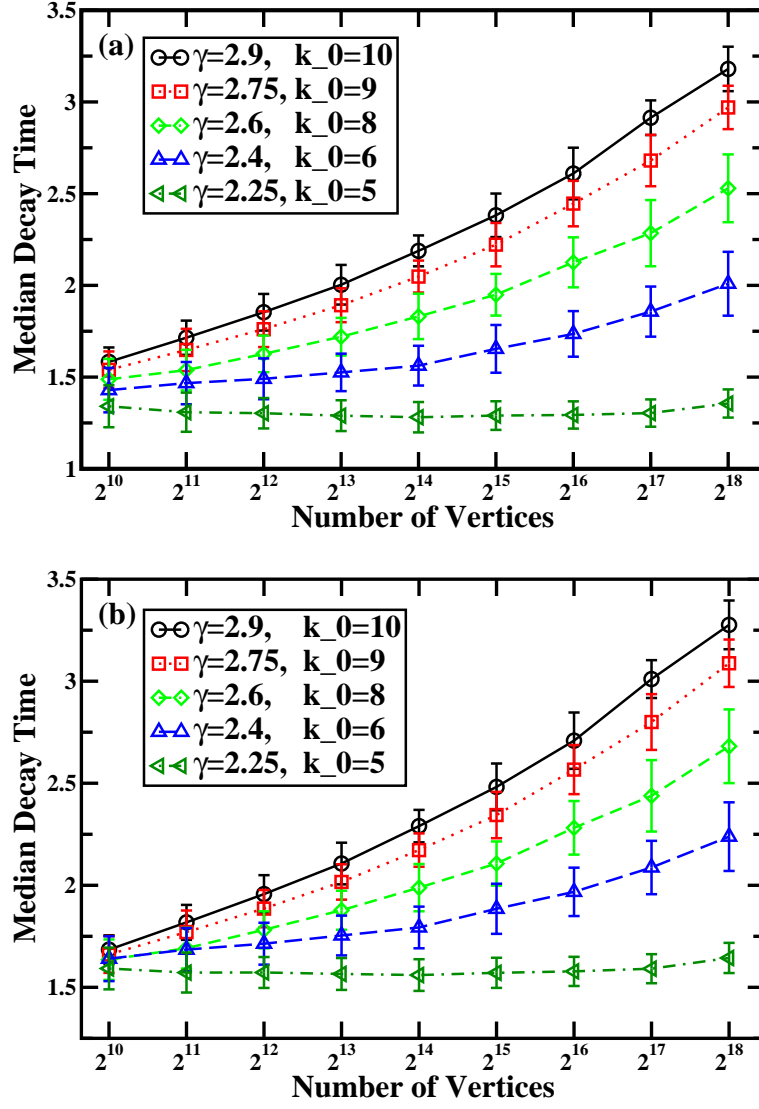 3.5
(a)
γ=2.9, k_0=10
γ=2.75, k_0=9
γ=2.6, k_0=8
γ=2.4, k_0=6
γ=2.25, k_0=5
3
2.5
2
1.5
1
Median Decay Time
2^10 2^11 2^12 2^13 2^14 2^15 2^16 2^17 2^18
Number of Vertices
3.5
(b)
γ=2.9, k_0=10
γ=2.75, k_0=9
γ=2.6, k_0=8
γ=2.4, k_0=6
γ=2.25, k_0=5
3
2.5
2
1.5
Median Decay Time
2^10 2^11 2^12 2^13 2^14 2^15 2^16 2^17 2^18
Number of Vertices